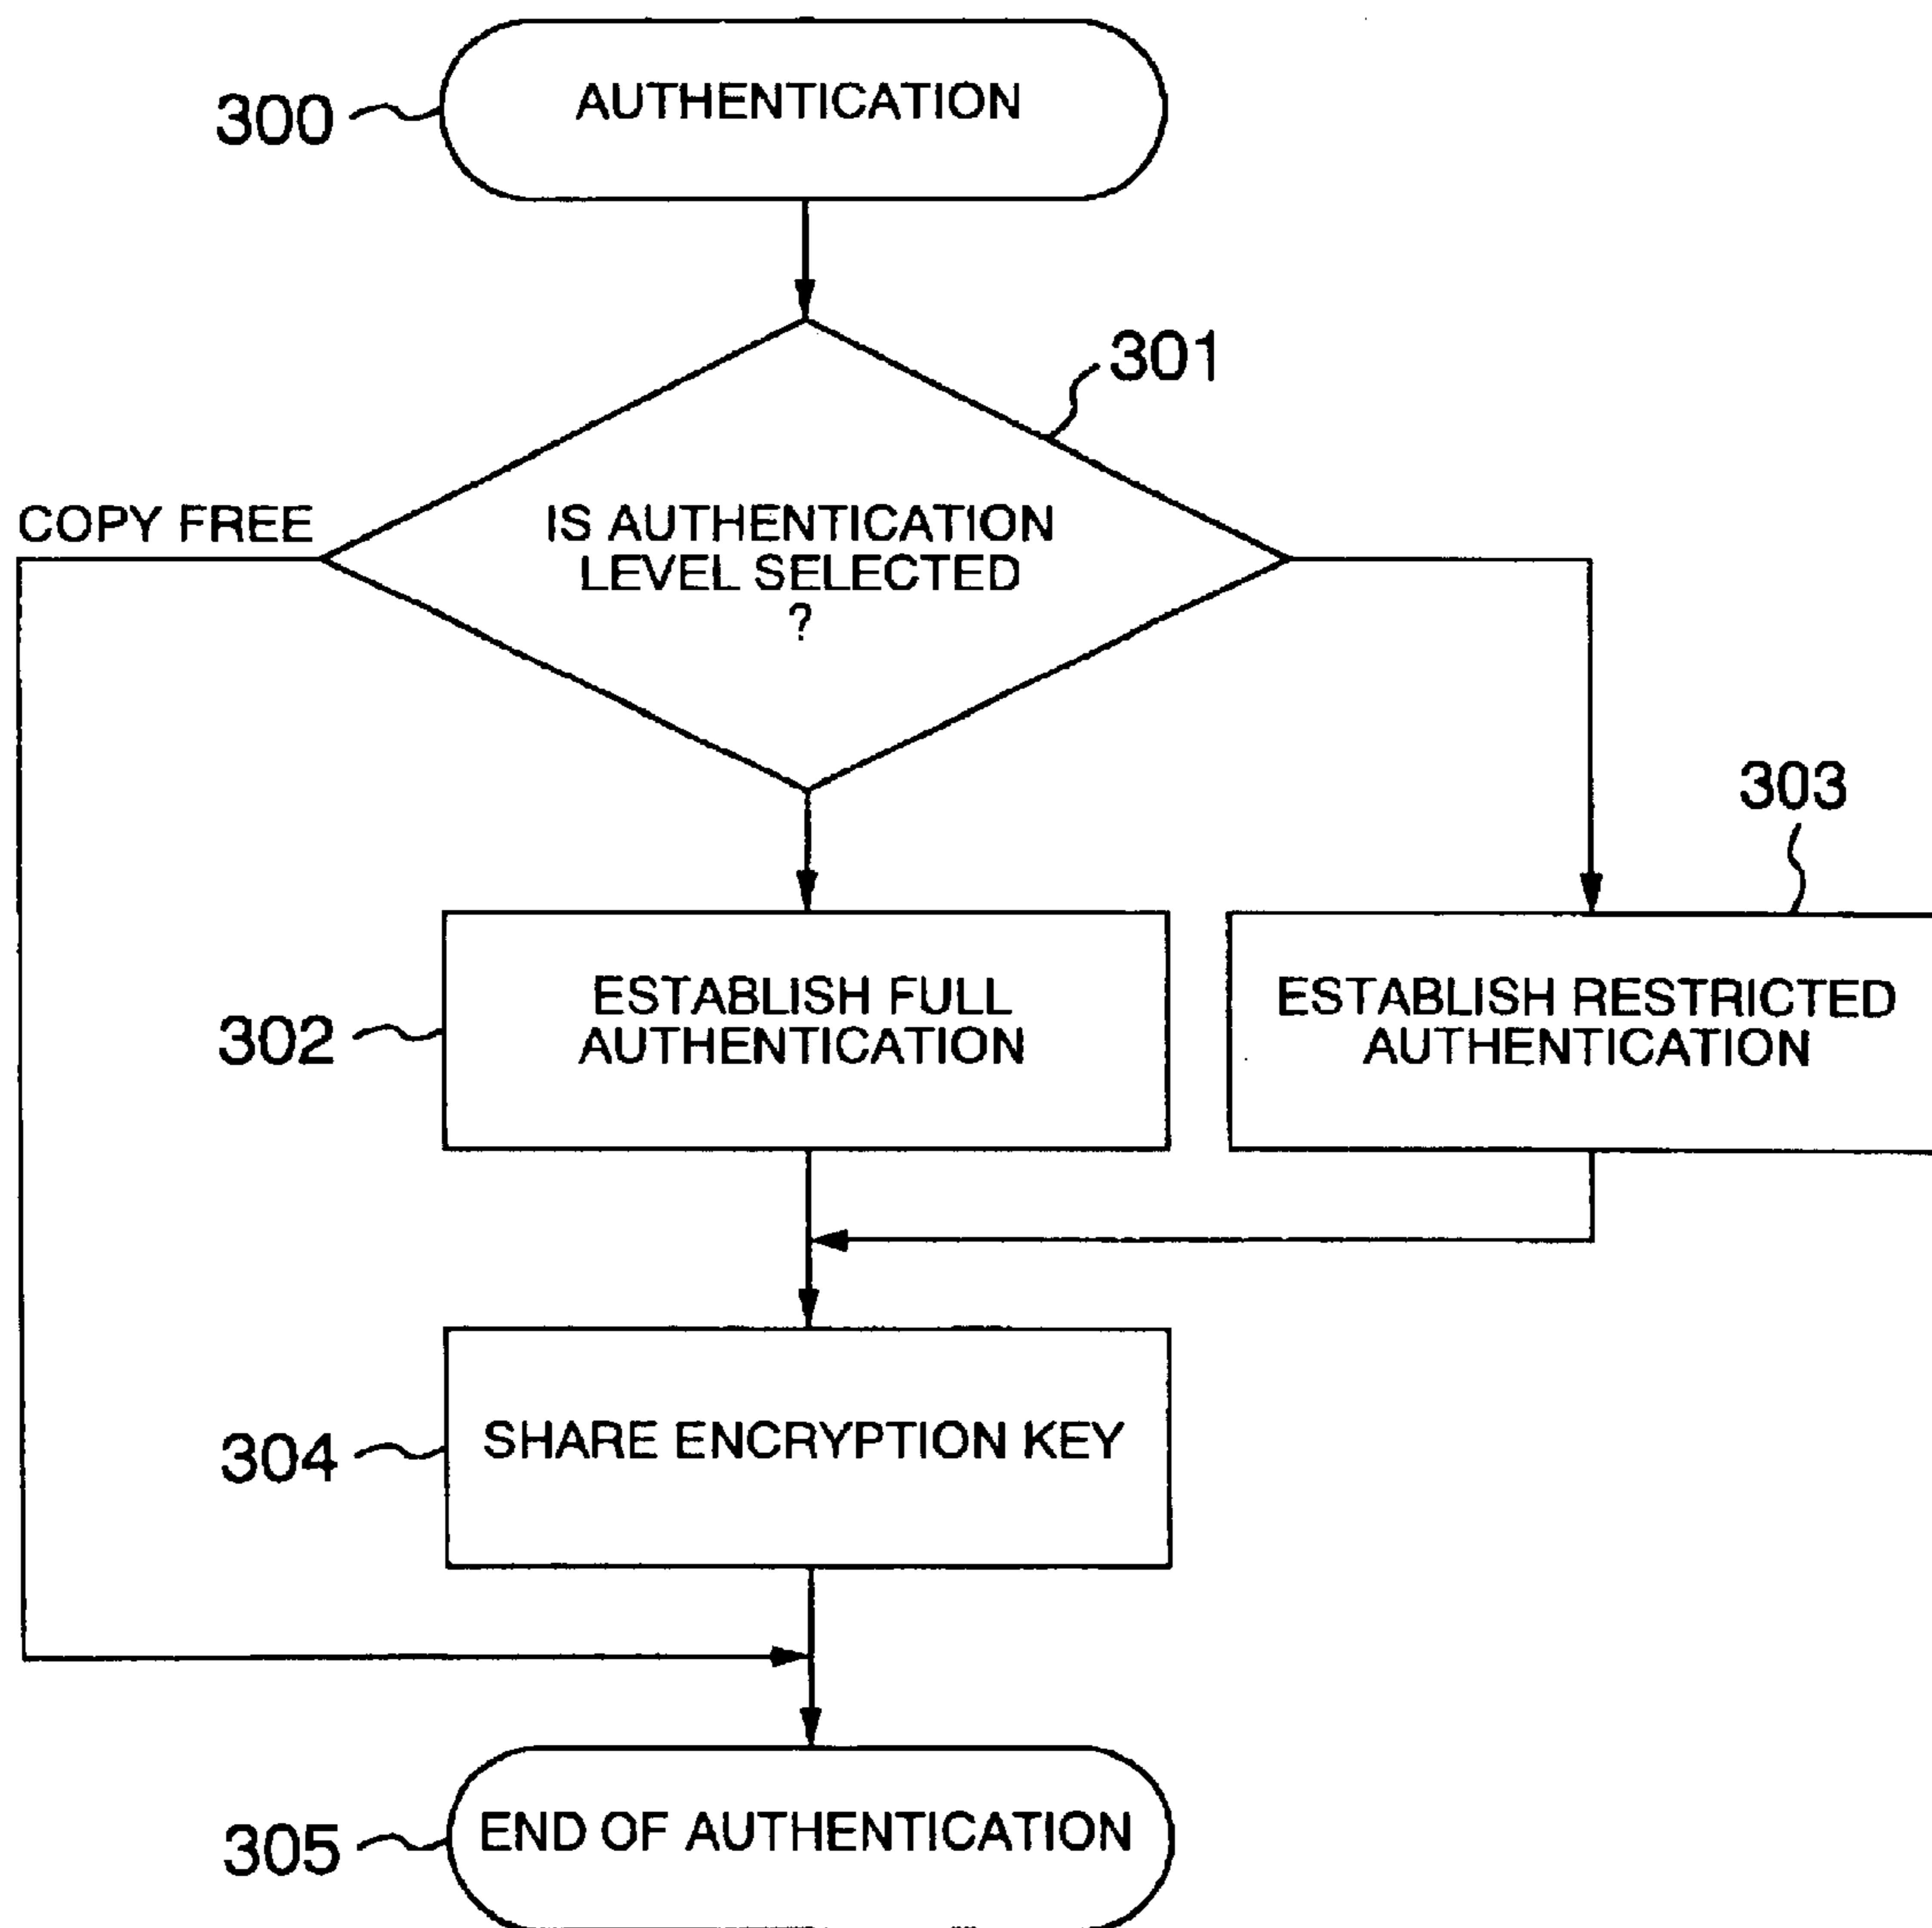 300
AUTHENTICATION
301
COPY FREE
IS AUTHENTICATION
LEVEL SELECTED
?
303
302
ESTABLISH FULL
AUTHENTICATION
ESTABLISH RESTRICTED
AUTHENTICATION
304
SHARE ENCRYPTION KEY
305
END OF AUTHENTICATION